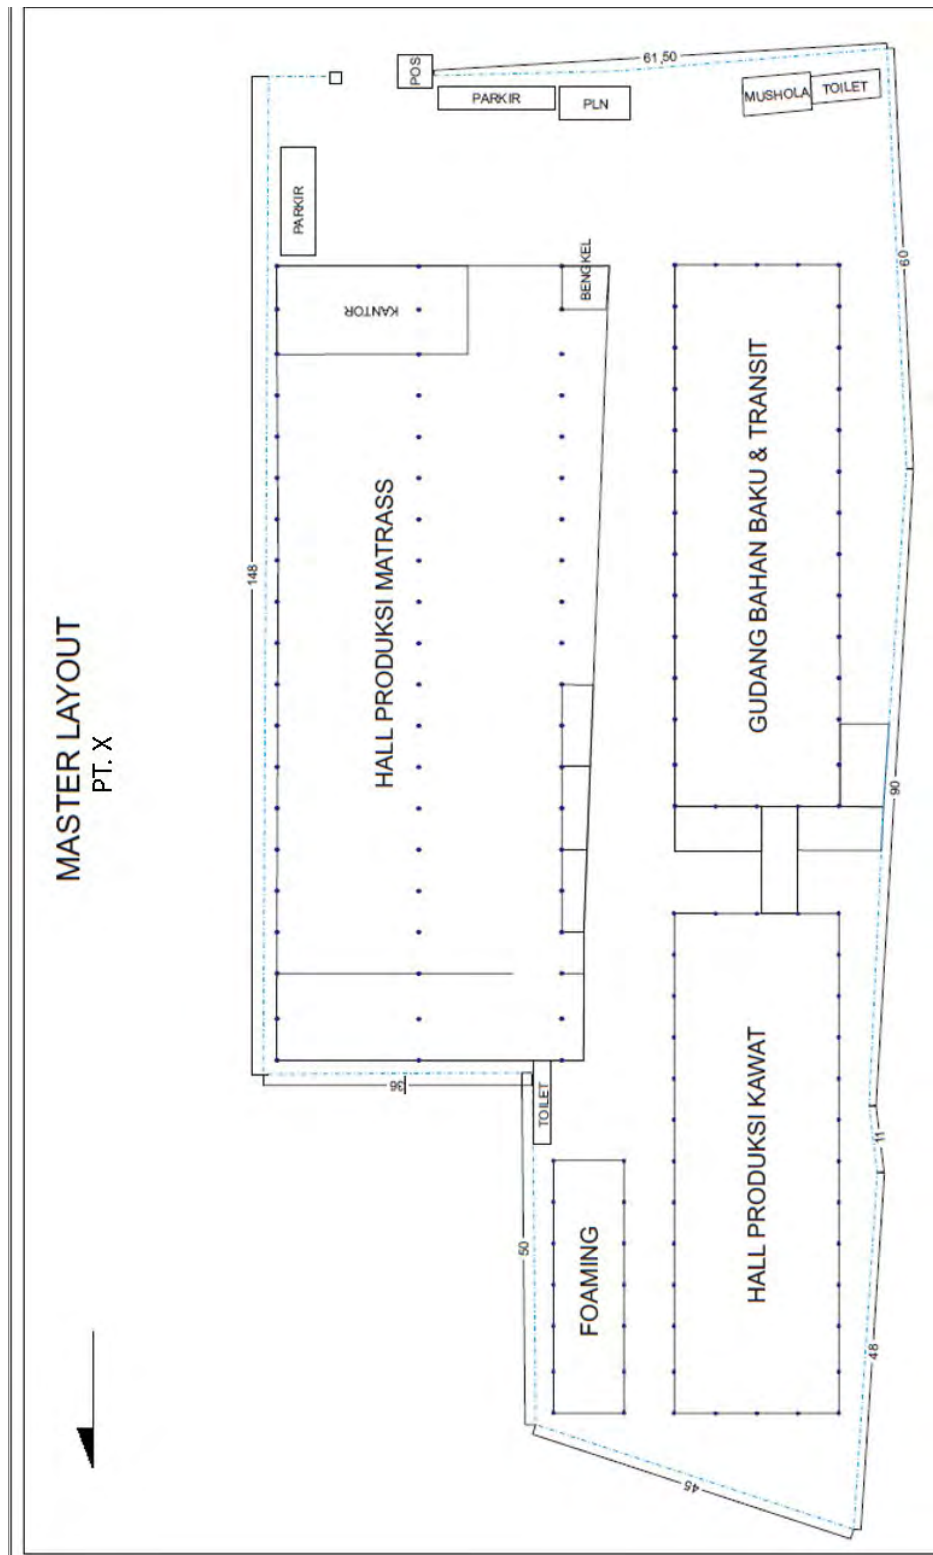 MASTER LAYOUT
PT. X
POS
61,50
PARKIR
PLN
MUSHOLA
TOILET
PARKIR
KANTOR
BENGKEL
60
148
HALL PRODUKSI MATRASS
GUDANG BAHAN BAKU & TRANSIT
90
TOILET
11
50
FOAMING
HALL PRODUKSI KAWAT
48
45